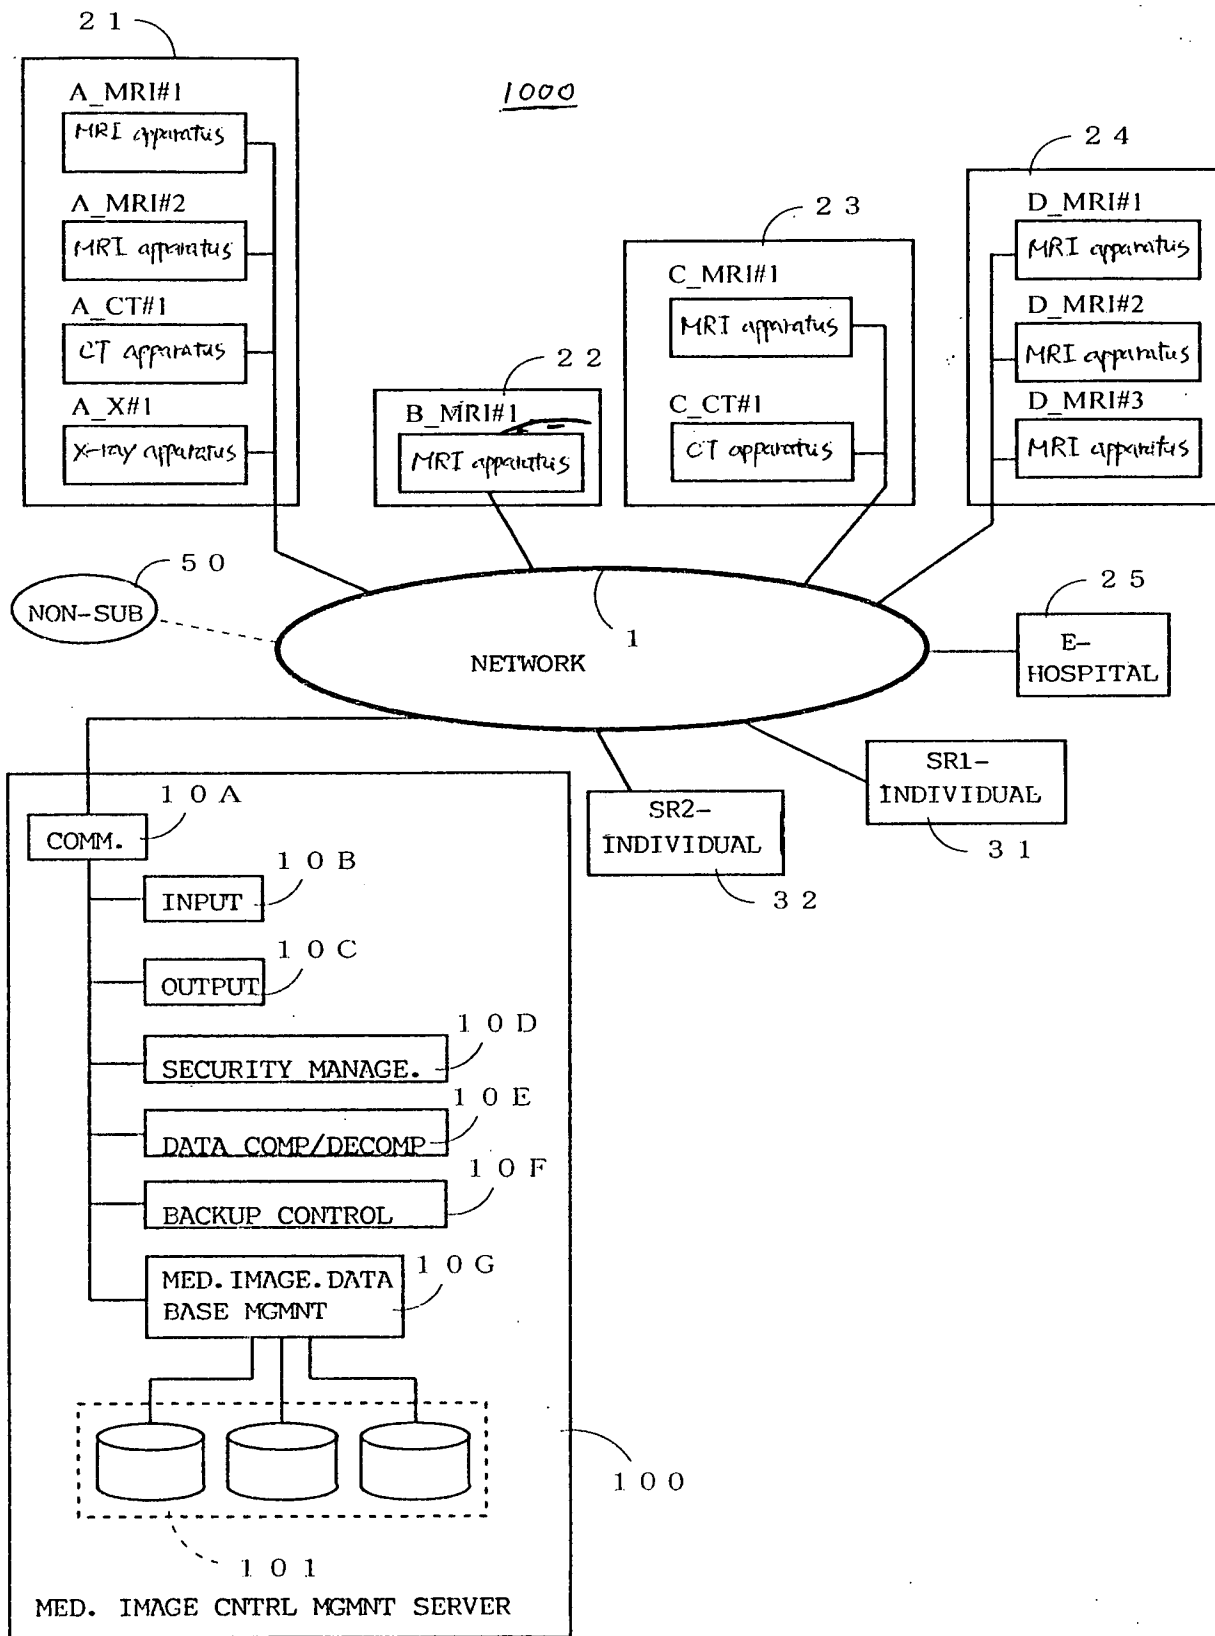 21
1000
A_MRI#1
MRI apparatus
A_MRI#2
MRI apparatus
A_CT#1
CT apparatus
A_X#1
X-ray apparatus
22
B_MRI#1
MRI apparatus
23
C_MRI#1
MRI apparatus
C_CT#1
CT apparatus
24
D_MRI#1
MRI apparatus
D_MRI#2
MRI apparatus
D_MRI#3
MRI apparatus
50
NON-SUB
1
NETWORK
25
E-
HOSPITAL
SR1-
INDIVIDUAL
31
SR2-
INDIVIDUAL
32
10A
COMM.
10B
INPUT
10C
OUTPUT
10D
SECURITY MANAGE.
10E
DATA COMP/DECOMP
10F
BACKUP CONTROL
10G
MED.IMAGE.DATA
BASE MGMNT
100
101
MED. IMAGE CNTRL MGMNT SERVER